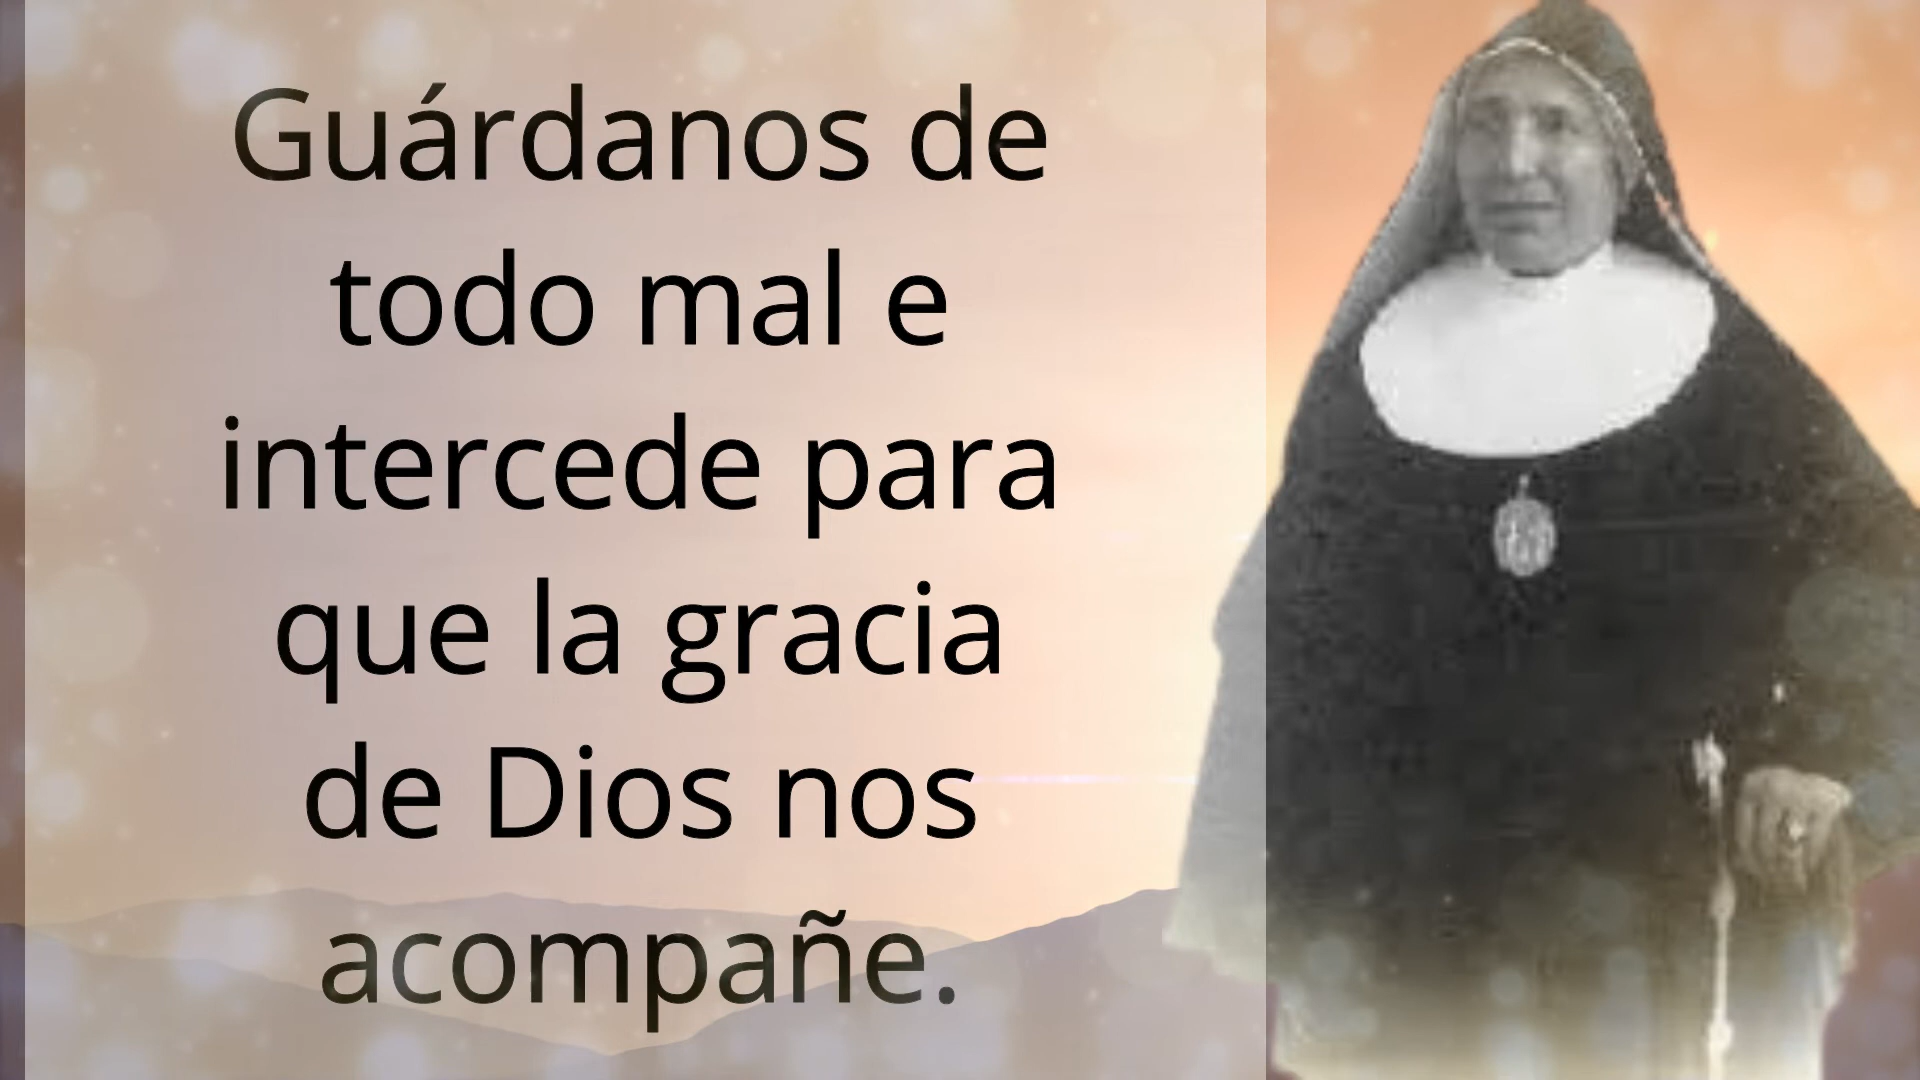 Guárdanos de
todo mal e
intercede para
que la gracia
de Dios nos
acompañe.